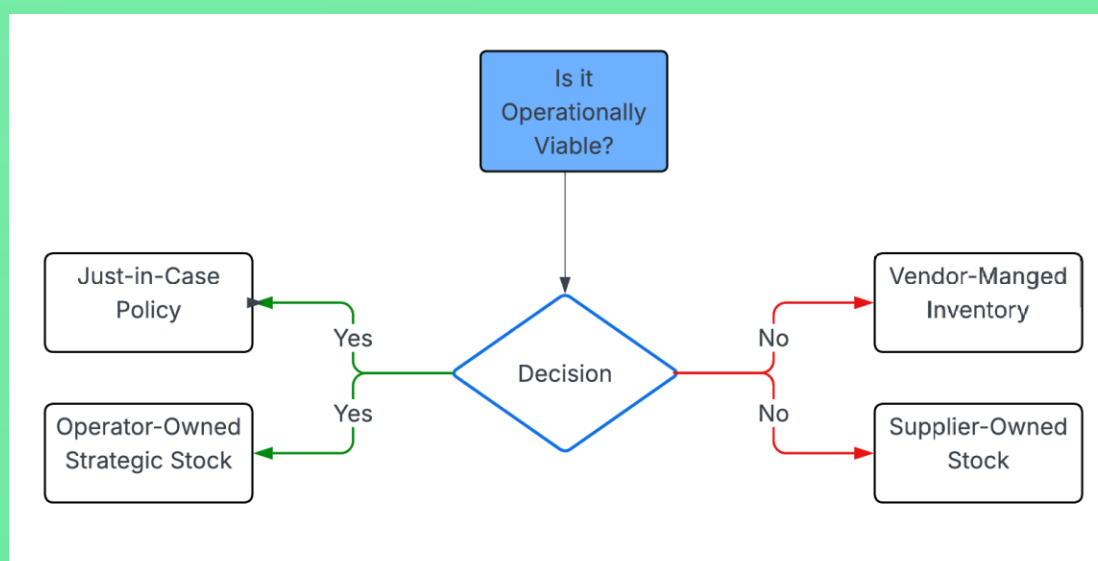 Is it
Operationally
Viable?
Just-in-Case
Policy
Yes
Decision
No
Vendor-Manged
Inventory
Operator-Owned
Strategic Stock
Yes
No
Supplier-Owned
Stock